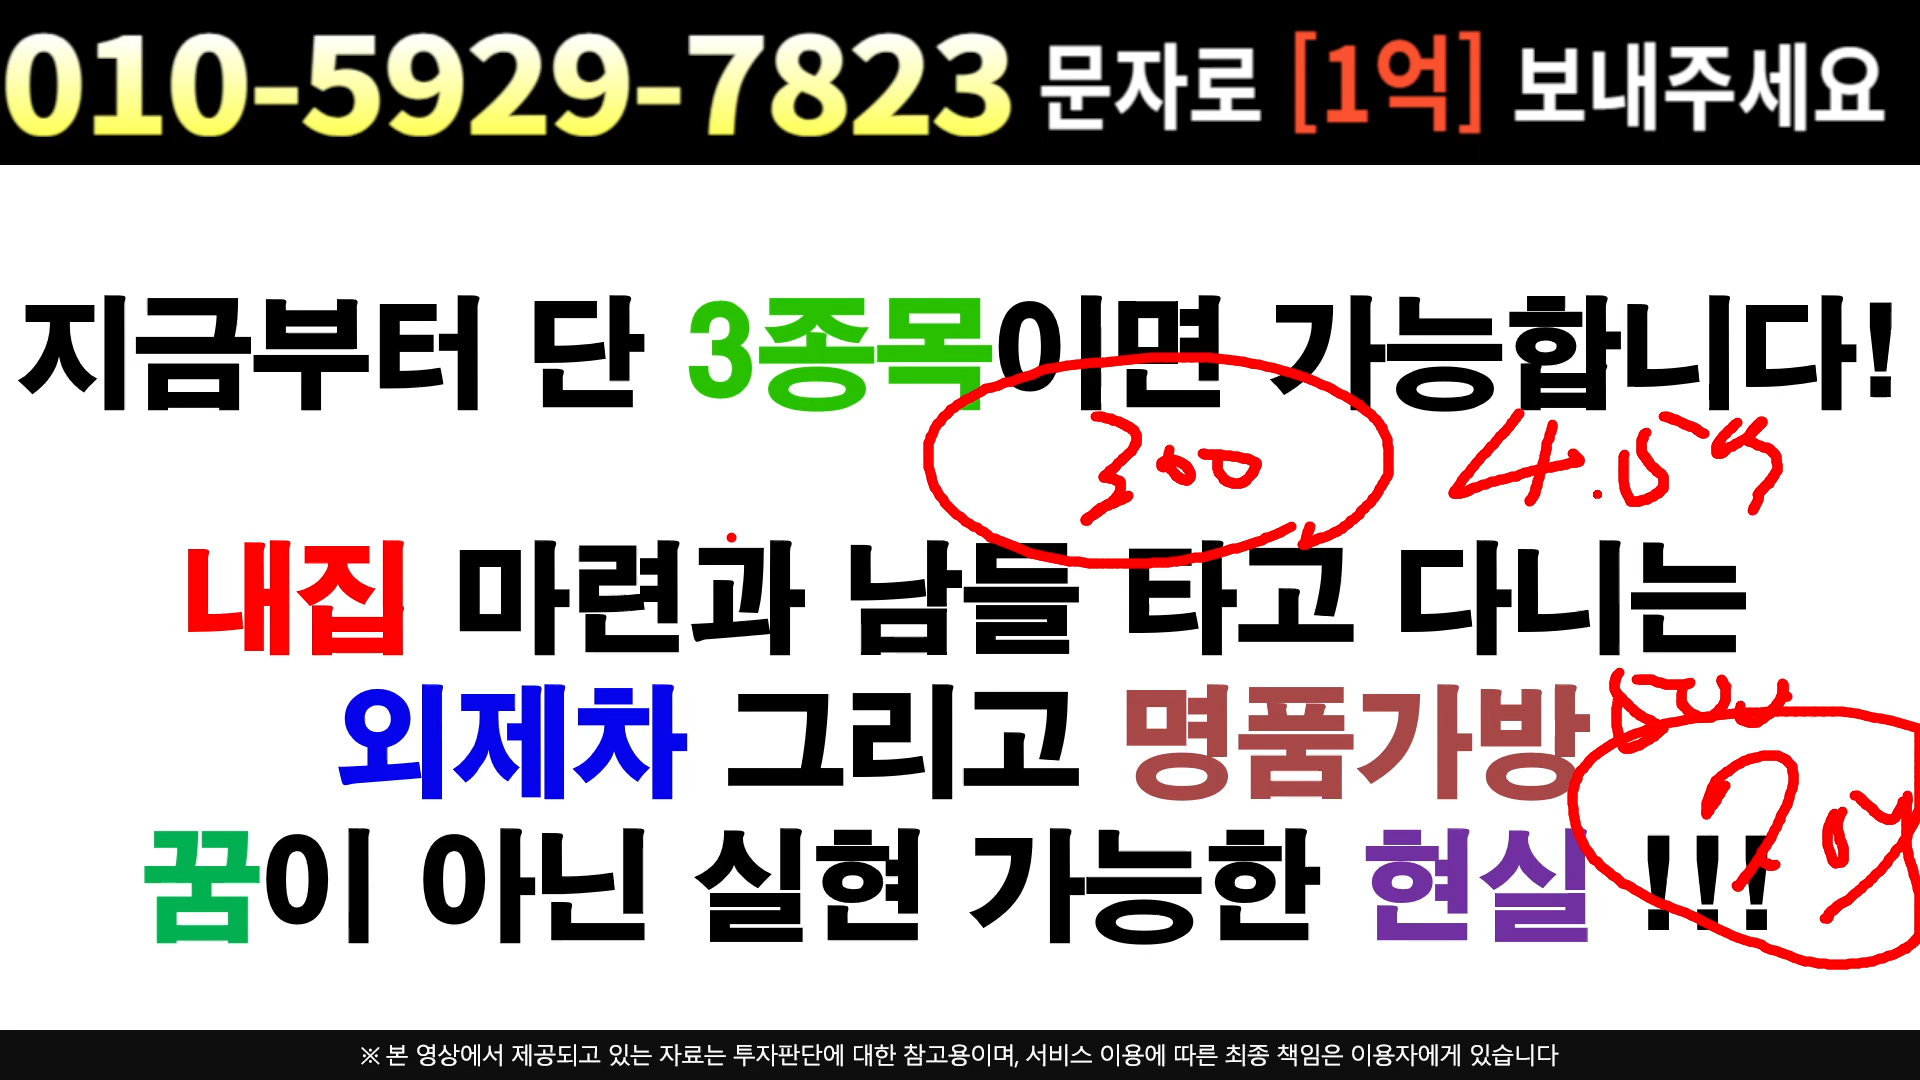 010-5929-7823 문자로 [1억] 보내주세요
지금부터 단 3종목이면 가능합니다!
300
4.5억
내집 마련과 남들 타고 다니는
외제차 그리고 명품가방
500
꿈이 아닌 실현 가능한 현실 !!!
※ 본 영상에서 제공되고 있는 자료는 투자판단에 대한 참고용이며, 서비스 이용에 따른 최종 책임은 이용자에게 있습니다